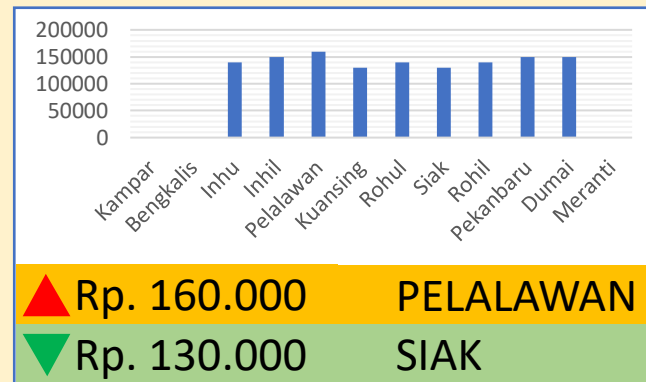 200000
150000
100000
50000
0
Kampar
Bengkalis
Inhu
Inhil
Pelalawan
Kuansing
Rohul
Siak
Rohil
Pekanbaru
Dumai
Meranti
Rp. 160.000 PELALAWAN
Rp. 130.000 SIAK